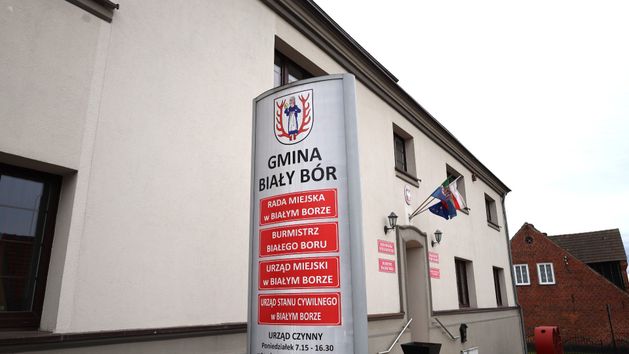 GMINA
BIAŁY BÓR
RADA MIEJSKA
w BIAŁYM BORZE
BURMISTRZ
BIAŁEGO BORU
URZĄD MIEJSKI
w BIAŁYM BORZE
URZĄD STANU CYWILNEGO
w BIAŁYM BORZE
URZĄD CZYNNY
Poniedziałek 7.15 - 16.30